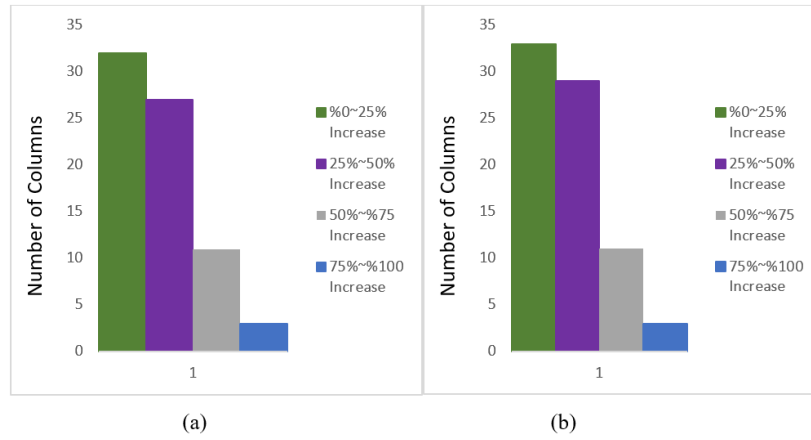 35
30
25
20
15
10
5
0
Number of Columns
1
%0~25%
Increase
25%~50%
Increase
50%~%75
Increase
75%~%100
Increase
(a)
35
30
25
20
15
10
5
0
Number of Columns
1
%0~25%
Increase
25%~50%
Increase
50%~%75
Increase
75%~%100
Increase
(b)